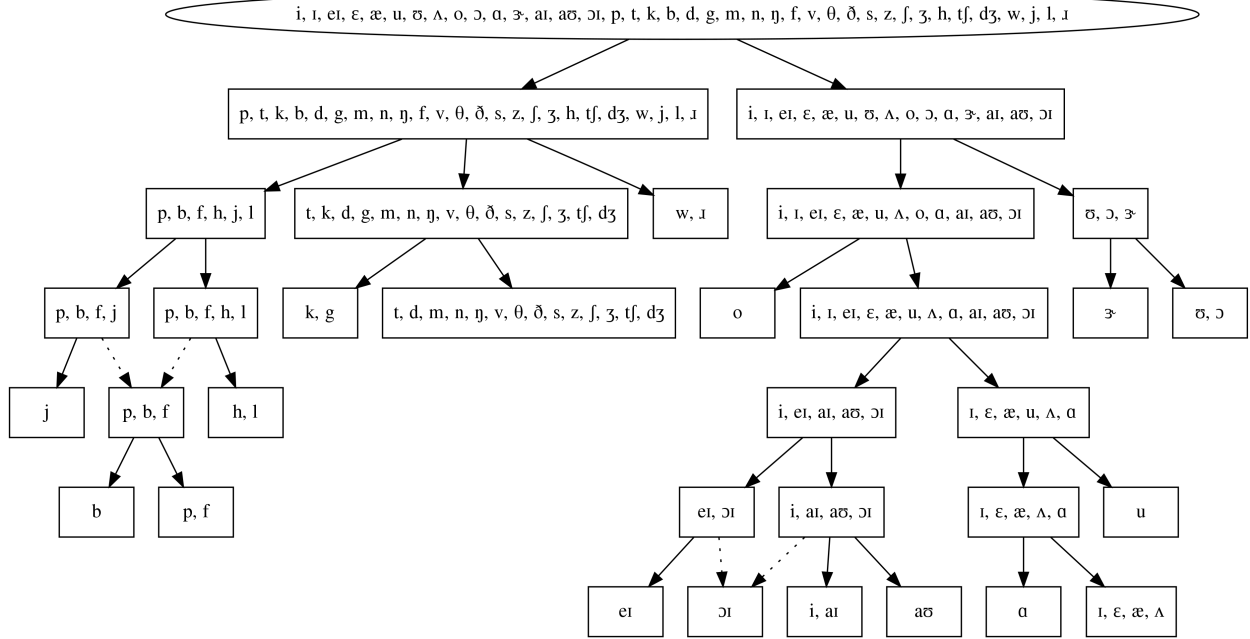 i, ɪ, eɪ, ɛ, æ, u, ʊ, ʌ, o, ɔ, ɑ, ɝ, aɪ, aʊ, ɔɪ, p, t, k, b, d, g, m, n, ŋ, f, v, θ, ð, s, z, ʃ, ʒ, h, tʃ, dʒ, w, j, l, ɹ
p, t, k, b, d, g, m, n, ŋ, f, v, θ, ð, s, z, ʃ, ʒ, h, tʃ, dʒ, w, j, l, ɹ
i, ɪ, eɪ, ɛ, æ, u, ʊ, ʌ, o, ɔ, ɑ, ɝ, aɪ, aʊ, ɔɪ
p, b, f, h, j, l
t, k, d, g, m, n, ŋ, v, θ, ð, s, z, ʃ, ʒ, tʃ, dʒ
w, ɹ
i, ɪ, eɪ, ɛ, æ, u, ʌ, o, ɑ, aɪ, aʊ, ɔɪ
ʊ, ɔ, ɝ
p, b, f, j
p, b, f, h, l
k, g
t, d, m, n, ŋ, v, θ, ð, s, z, ʃ, ʒ, tʃ, dʒ
o
i, ɪ, eɪ, ɛ, æ, u, ʌ, ɑ, aɪ, aʊ, ɔɪ
ɝ
ʊ, ɔ
j
p, b, f
h, l
i, eɪ, aɪ, aʊ, ɔɪ
ɪ, ɛ, æ, u, ʌ, ɑ
b
p, f
eɪ, ɔɪ
i, aɪ, aʊ, ɔɪ
ɪ, ɛ, æ, ʌ, ɑ
u
eɪ
ɔɪ
i, aɪ
aʊ
ɑ
ɪ, ɛ, æ, ʌ